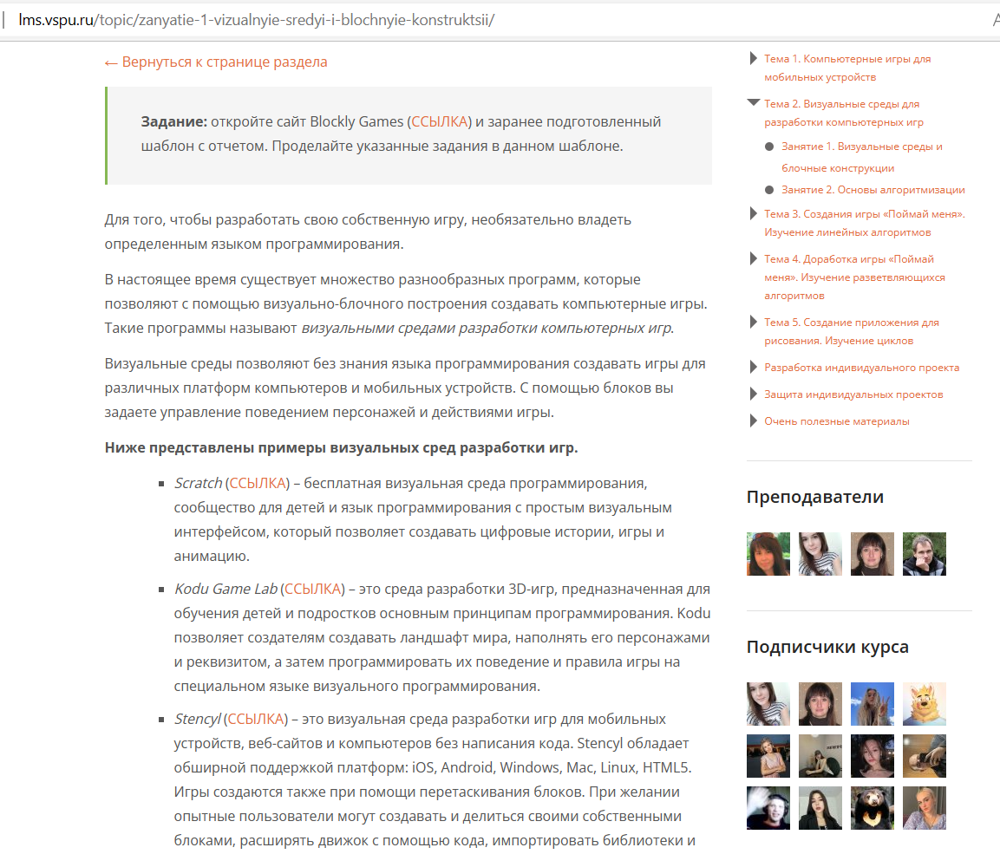 lms.vspu.ru/topic/zanyatie-1-vizualnyie-sredyi-i-blochnyie-konstruktsii/
← Вернуться к странице раздела
Задание: откройте сайт Blockly Games (ССЫЛКА) и заранее подготовленный
шаблон с отчетом. Проделайте указанные задания в данном шаблоне.
Для того, чтобы разработать свою собственную игру, необязательно владеть
определенным языком программирования.
В настоящее время существует множество разнообразных программ, которые
позволяют с помощью визуально-блочного построения создавать компьютерные игры.
Такие программы называют визуальными средами разработки компьютерных игр.
Визуальные среды позволяют без знания языка программирования создавать игры для
различных платформ компьютеров и мобильных устройств. С помощью блоков вы
задаете управление поведением персонажей и действиями игры.
Ниже представлены примеры визуальных сред разработки игр.
Scratch (ССЫЛКА) – бесплатная визуальная среда программирования,
сообщество для детей и язык программирования с простым визуальным
интерфейсом, который позволяет создавать цифровые истории, игры и
анимацию.
Kodu Game Lab (ССЫЛКА) – это среда разработки 3D-игр, предназначенная для
обучения детей и подростков основным принципам программирования. Kodu
позволяет создателям создавать ландшафт мира, наполнять его персонажами
и реквизитом, а затем программировать их поведение и правила игры на
специальном языке визуального программирования.
Stencyl (ССЫЛКА) – это визуальная среда разработки игр для мобильных
устройств, веб-сайтов и компьютеров без написания кода. Stencyl обладает
обширной поддержкой платформ: iOS, Android, Windows, Mac, Linux, HTML5.
Игры создаются также при помощи перетаскивания блоков. При желании
опытные пользователи могут создавать и делиться своими собственными
блоками, расширять движок с помощью кода, импортировать библиотеки и
Тема 1. Компьютерные игры для
мобильных устройств
Тема 2. Визуальные среды для
разработки компьютерных игр
Занятие 1. Визуальные среды и
блочные конструкции
Занятие 2. Основы алгоритмизации
Тема 3. Создания игры «Поймай меня».
Изучение линейных алгоритмов
Тема 4. Доработка игры «Поймай
меня». Изучение разветвляющихся
алгоритмов
Тема 5. Создание приложения для
рисования. Изучение циклов
Разработка индивидуального проекта
Защита индивидуальных проектов
Очень полезные материалы
Преподаватели
Подписчики курса